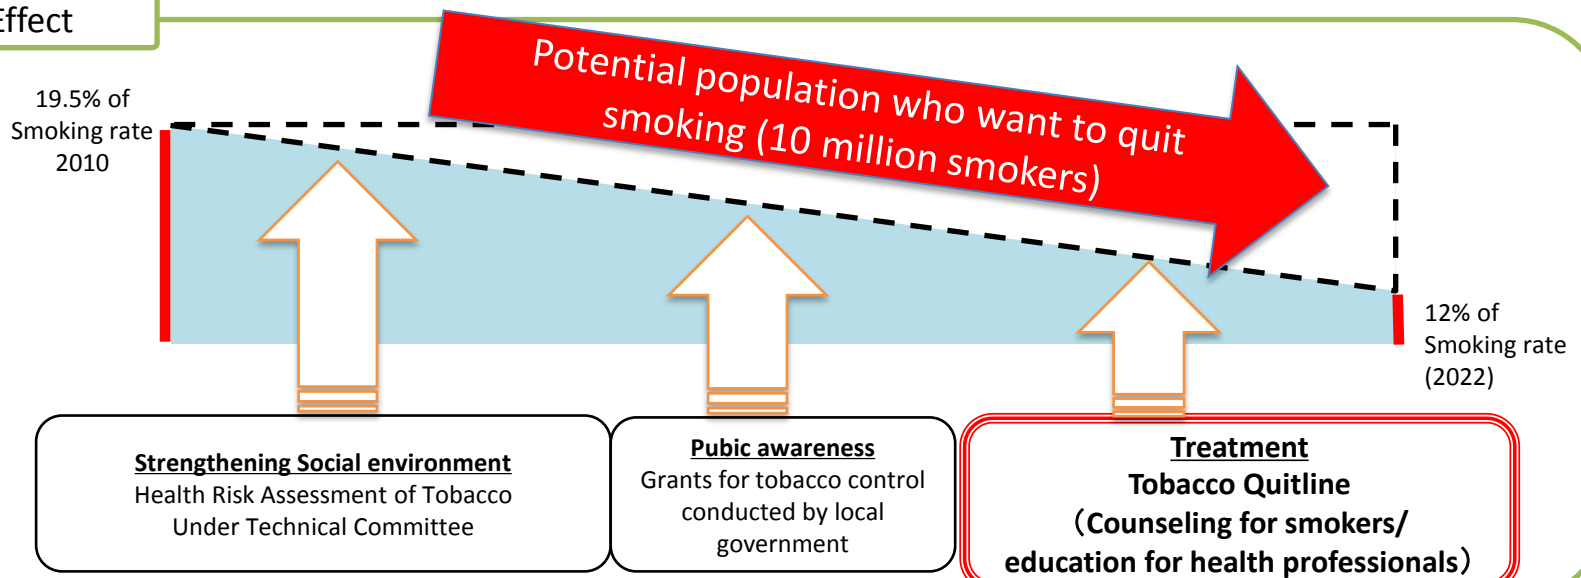 Effect
Potential population who want to quit
smoking (10 million smokers)
19.5% of
Smoking rate
2010
12% of
Smoking rate
(2022)
Strengthening Social environment
Health Risk Assessment of Tobacco
Under Technical Committee
Pubic awareness
Grants for tobacco control
conducted by local
government
Treatment
Tobacco Quitline
（Counseling for smokers/
education for health professionals）